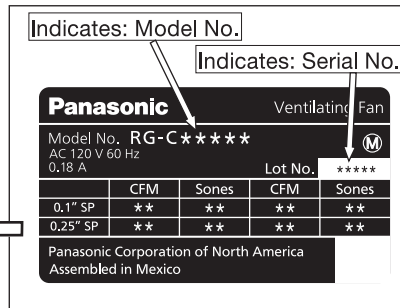 Indicates: Model No.
Indicates: Serial No.
Panasonic Ventilating Fan
Model No. RG-C*****
AC 120 V 60 Hz
0.18 A
M
Lot No. *****
CFM Sones CFM Sones
0.1" SP ** ** ** **
0.25" SP ** ** ** **
Panasonic Corporation of North America
Assembled in Mexico